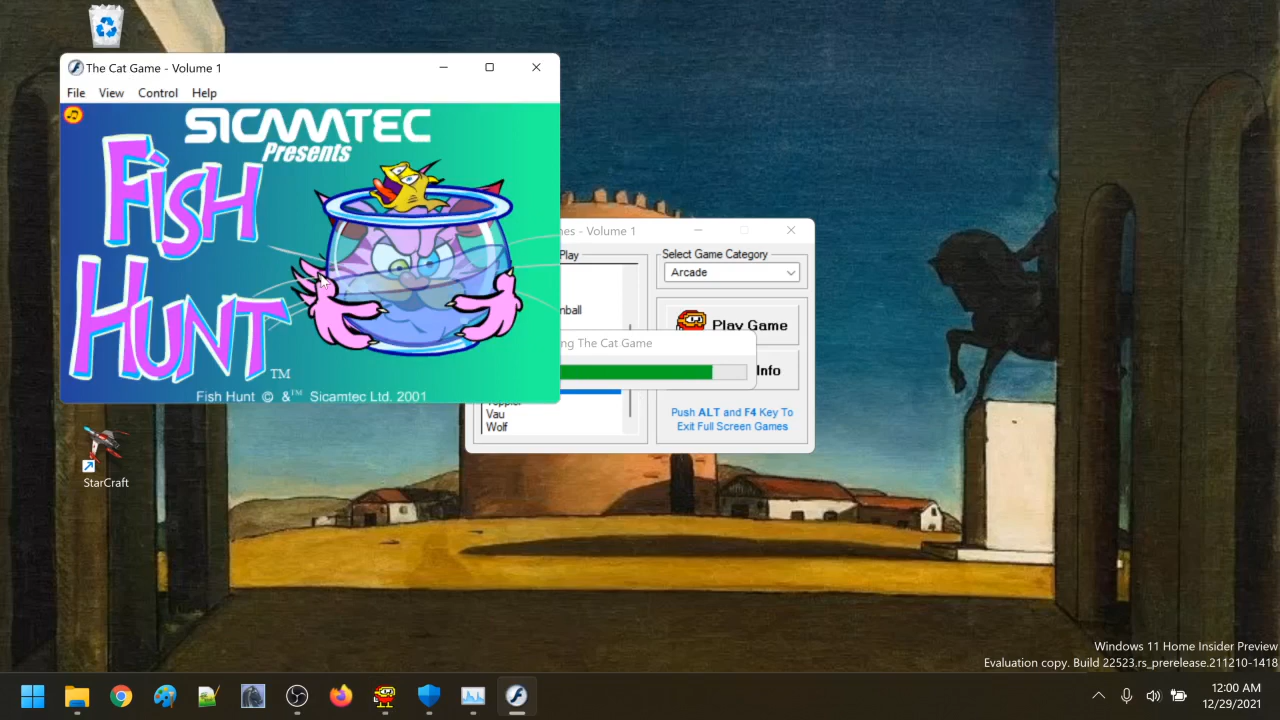 The Cat Game - Volume 1
File View Control Help
SICAMTEC
Presents
FISH
HUNT TM
Fish Hunt © &TM Sicamtec Ltd. 2001
Volume 1
Play
Select Game Category
Arcade
Play Game
The Cat Game
Info
Vau
Wolf
Push ALT and F4 Key To
Exit Full Screen Games
StarCraft
Windows 11 Home Insider Preview
Evaluation copy. Build 22523.rs_prerelease.211210-1418
12:00 AM
12/29/2021